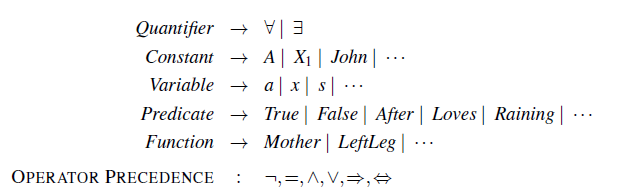 Quantifier → ∀ | ∃
Constant → A | X₁ | John | ⋯
Variable → a | x | s | ⋯
Predicate → True | False | After | Loves | Raining | ⋯
Function → Mother | LeftLeg | ⋯
OPERATOR PRECEDENCE : ¬,=,∧,∨,⇒,⇔